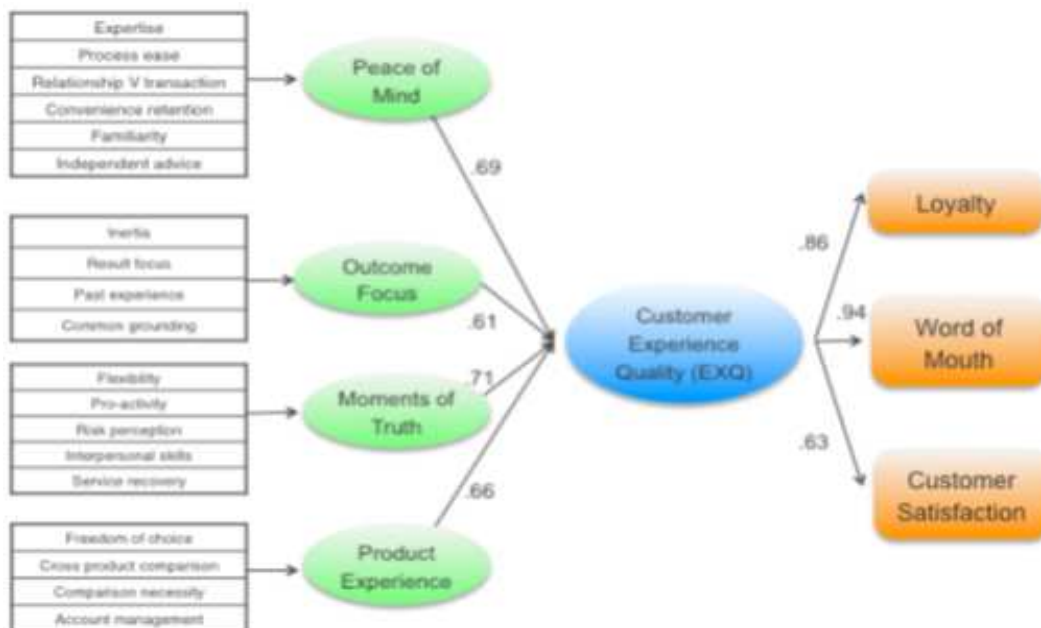 Expertise
Process ease
Relationship V transaction
Convenience retention
Familiarity
Independent advice
Peace of
Mind
.69
Inertia
Result focus
Past experience
Common grounding
Outcome
Focus
.61
Flexibility
Pro-activity
Risk perception
Interpersonal skills
Service recovery
Moments of
Truth
.71
Freedom of choice
Cross product comparison
Comparison necessity
Account management
Product
Experience
.66
Customer
Experience
Quality (EXQ)
.86
Loyalty
.94
Word of
Mouth
.63
Customer
Satisfaction